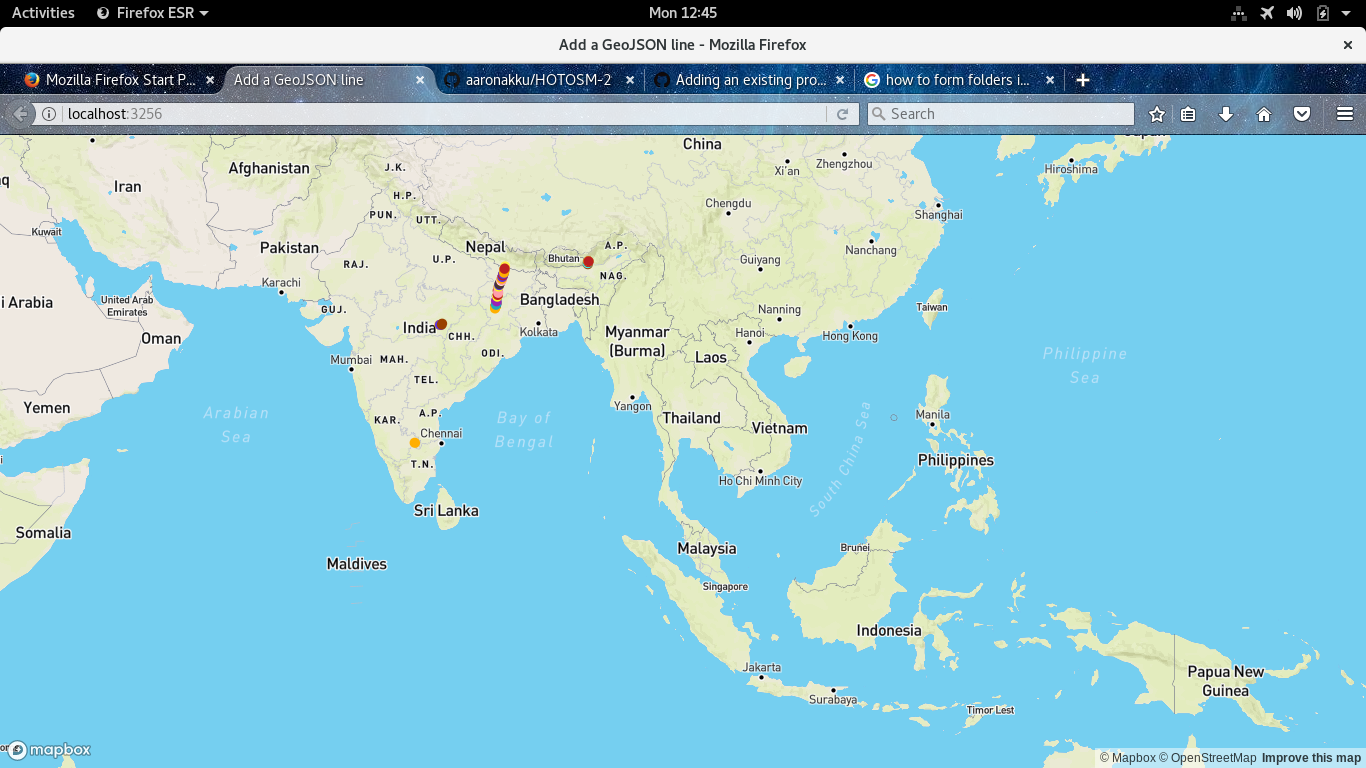 Activities
Firefox ESR
Mon 12:45
Add a GeoJSON line - Mozilla Firefox
Mozilla Firefox Start P...
Add a GeoJSON line
aaronakku/HOTOSM-2
Adding an existing pro...
how to form folders i...
localhost:3256
Search
China
Zhengzhou
Xi'an
Hiroshima
Afghanistan
J.K.
Iran
H.P.
Chengdu
Shanghai
PUN.
UTT.
Kuwait
Nepal
A.P.
Pakistan
Nanchang
U.P.
Bhutan
Guiyang
RAJ.
NAG.
Karachi
i Arabia
United Arab
Emirates
Bangladesh
GUJ.
Nanning
Taiwan
India
Kolkata
Oman
CHH.
Myanmar
(Burma)
Hanoi
Hong Kong
ODI.
Mumbai
MAH.
Laos
Philippine
Sea
TEL.
Yemen
Yangon
Arabian
Sea
KAR.
A.P.
Bay of
Bengal
Thailand
Manila
Chennai
Vietnam
T.N.
Philippines
South China Sea
Ho Chi Minh City
Sri Lanka
Somalia
Malaysia
Brunei
Maldives
Singapore
Indonesia
Jakarta
Papua New
Guinea
Surabaya
Timor Lest
mapbox
© Mapbox © OpenStreetMap Improve this map